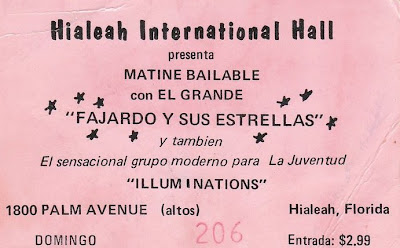 Hialeah International Hall
presenta
MATINE BAILABLE
con EL GRANDE
"FAJARDO Y SUS ESTRELLAS"
y tambien
El sensacional grupo moderno para La Juventud
"ILLUMINATIONS"
1800 PALM AVENUE (altos) Hialeah, Florida
DOMINGO 206 Entrada: $2.99